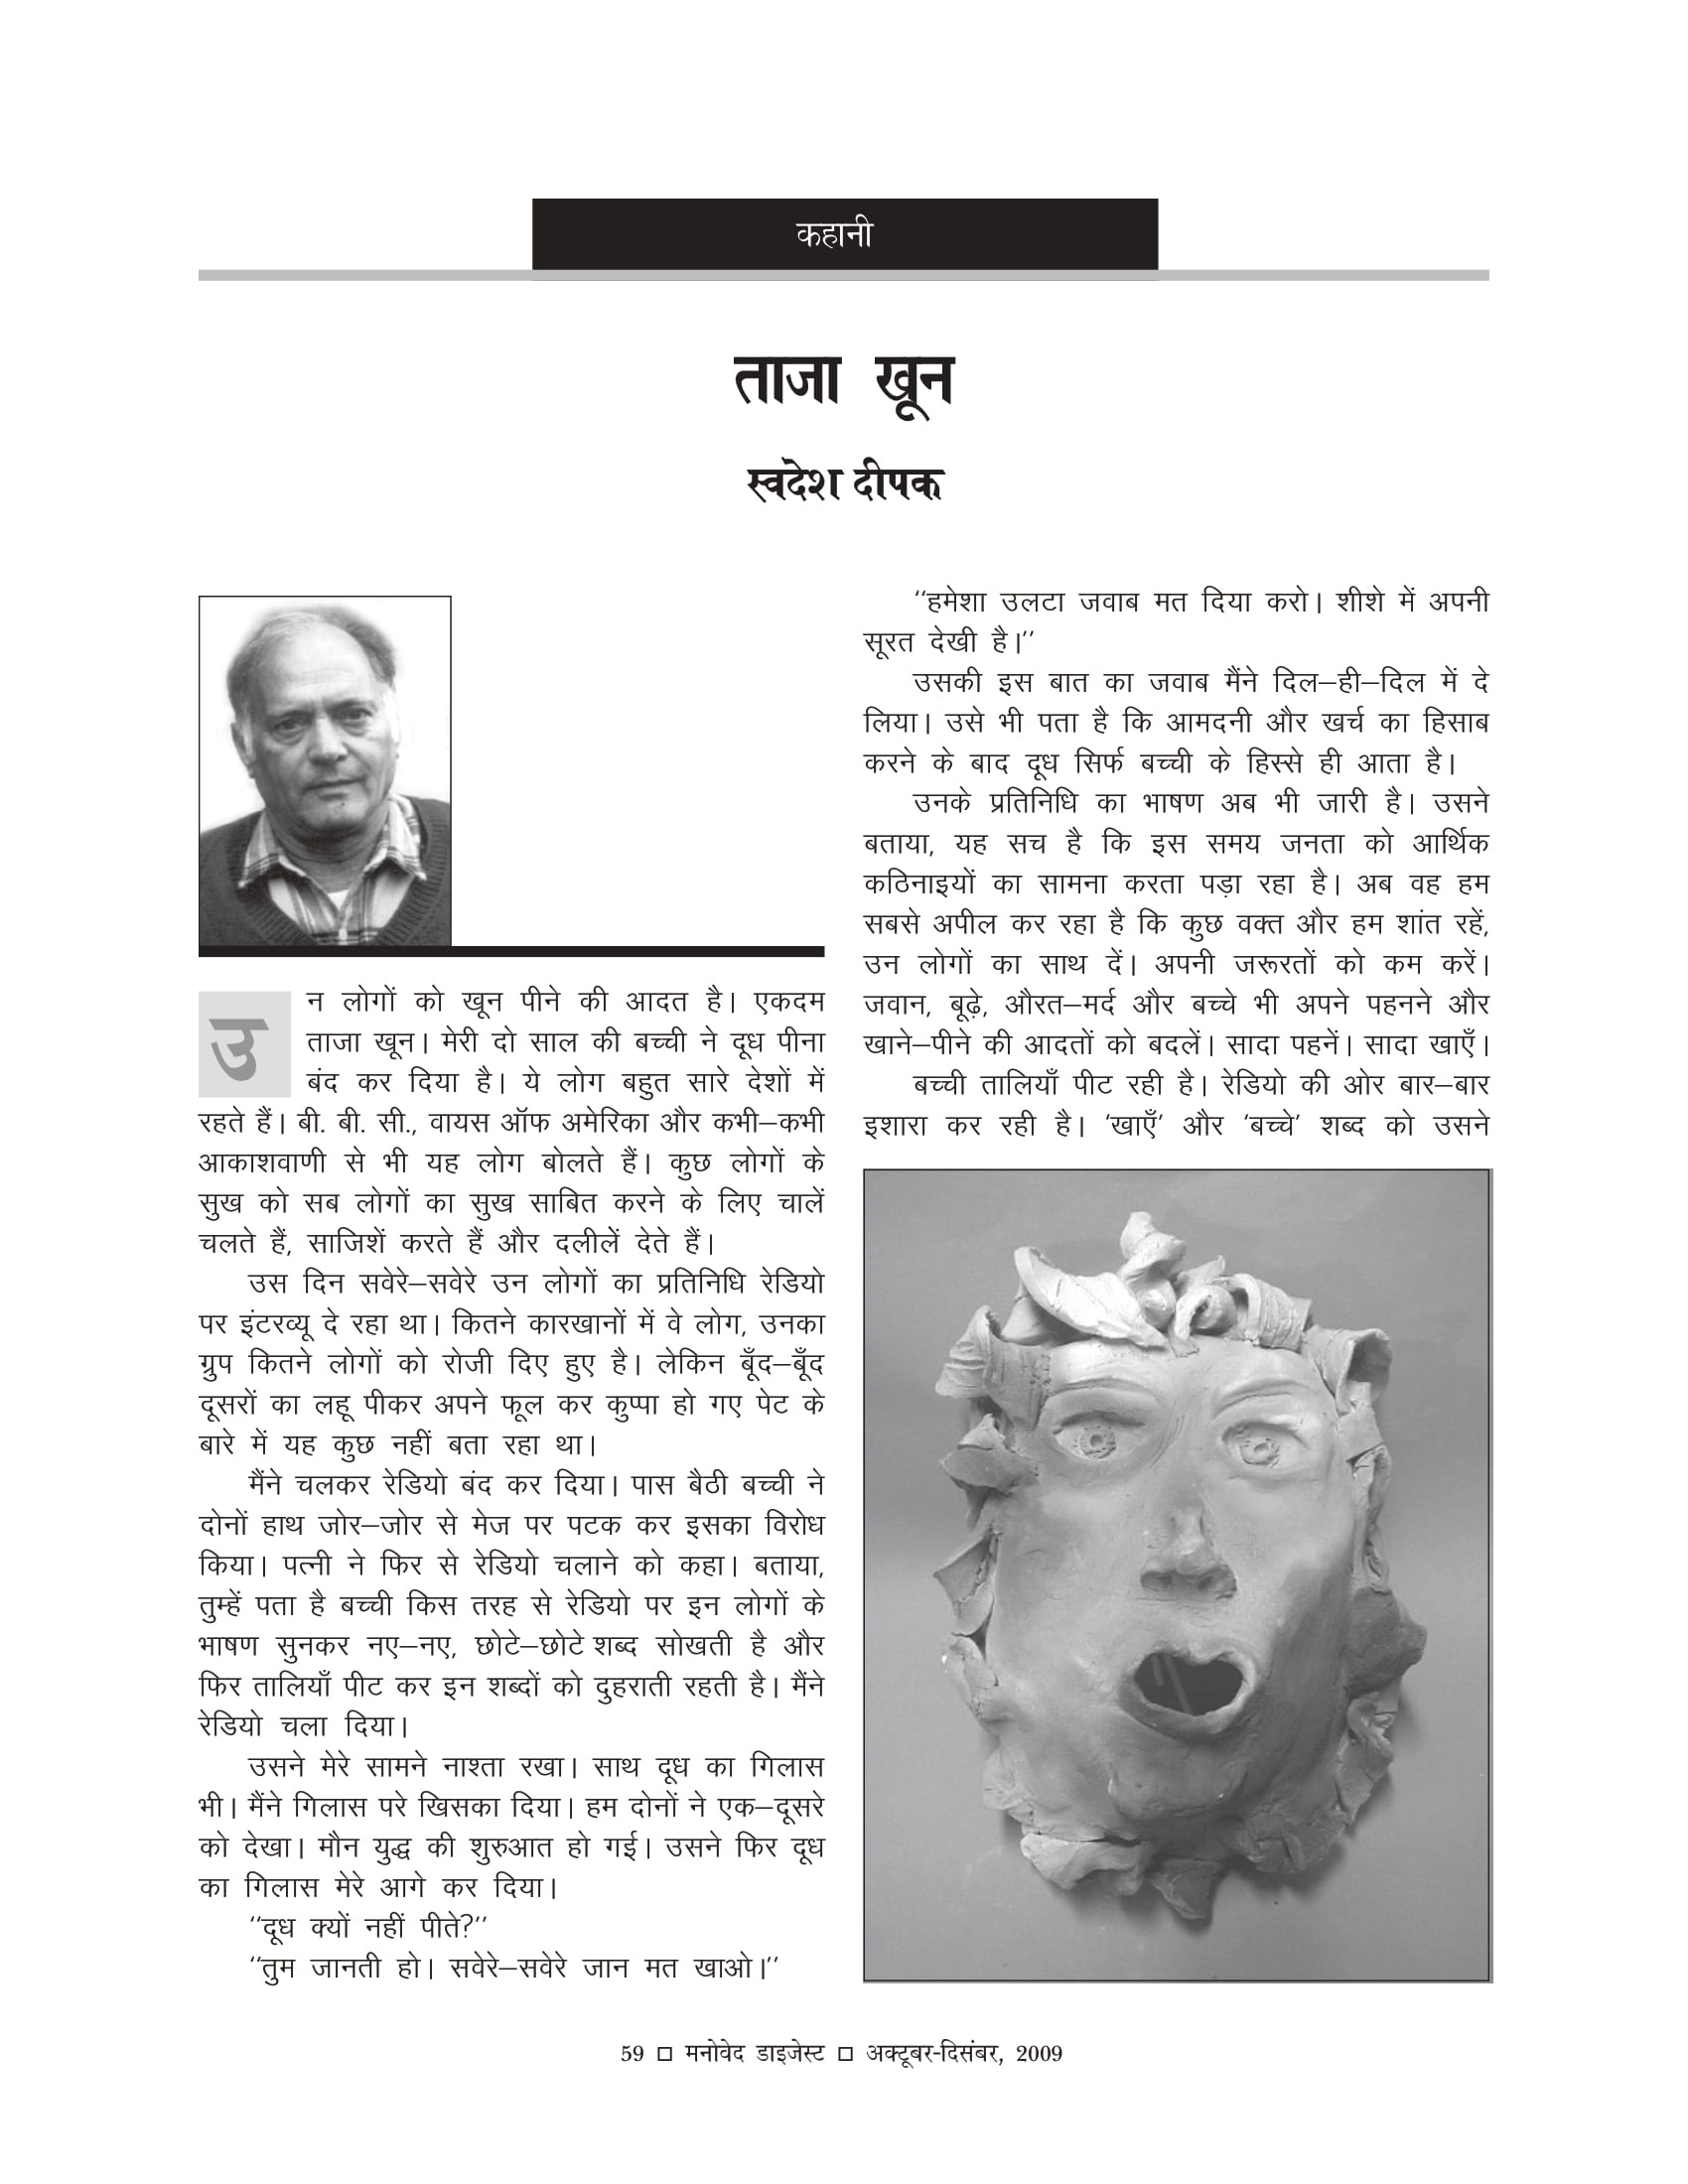 कहानी
ताजा खून
स्वदेश दीपक
उन लोगों को खून पीने की आदत है। एकदम
ताजा खून। मेरी दो साल की बच्ची ने दूध पीना
बंद कर दिया है। ये लोग बहुत सारे देशों में
रहते हैं। बी. बी. सी., वायस ऑफ अमेरिका और कभी–कभी
आकाशवाणी से भी यह लोग बोलते हैं। कुछ लोगों के
सुख को सब लोगों का सुख साबित करने के लिए चालें
चलते हैं, साजिशें करते हैं और दलीलें देते हैं।
उस दिन सवेरे–सवेरे उन लोगों का प्रतिनिधि रेडियो
पर इंटरव्यू दे रहा था। कितने कारखानों में वे लोग, उनका
ग्रुप कितने लोगों को रोजी दिए हुए है। लेकिन बूँद–बूँद
दूसरों का लहू पीकर अपने फूल कर कुप्पा हो गए पेट के
बारे में यह कुछ नहीं बता रहा था।
मैंने चलकर रेडियो बंद कर दिया। पास बैठी बच्ची ने
दोनों हाथ जोर–जोर से मेज पर पटक कर इसका विरोध
किया। पत्नी ने फिर से रेडियो चलाने को कहा। बताया,
तुम्हें पता है बच्ची किस तरह से रेडियो पर इन लोगों के
भाषण सुनकर नए–नए, छोटे–छोटे शब्द सोखती है और
फिर तालियाँ पीट कर इन शब्दों को दुहराती रहती है। मैंने
रेडियो चला दिया।
उसने मेरे सामने नाश्ता रखा। साथ दूध का गिलास
भी। मैंने गिलास परे खिसका दिया। हम दोनों ने एक–दूसरे
को देखा। मौन युद्ध की शुरुआत हो गई। उसने फिर दूध
का गिलास मेरे आगे कर दिया।
‘‘दूध क्यों नहीं पीते?’’
‘‘तुम जानती हो। सवेरे–सवेरे जान मत खाओ।’’
‘‘हमेशा उलटा जवाब मत दिया करो। शीशे में अपनी
सूरत देखी है।’’
उसकी इस बात का जवाब मैंने दिल–ही–दिल में दे
लिया। उसे भी पता है कि आमदनी और खर्च का हिसाब
करने के बाद दूध सिर्फ बच्ची के हिस्से ही आता है।
उनके प्रतिनिधि का भाषण अब भी जारी है। उसने
बताया, यह सच है कि इस समय जनता को आर्थिक
कठिनाइयों का सामना करता पड़ा रहा है। अब वह हम
सबसे अपील कर रहा है कि कुछ वक्त और हम शांत रहें,
उन लोगों का साथ दें। अपनी जरूरतों को कम करें।
जवान, बूढ़े, औरत–मर्द और बच्चे भी अपने पहनने और
खाने–पीने की आदतों को बदलें। सादा पहनें। सादा खाएँ।
बच्ची तालियाँ पीट रही है। रेडियो की ओर बार–बार
इशारा कर रही है। ‘खाएँ’ और ‘बच्चे’ शब्द को उसने
59 □ मनोवेद डाइजेस्ट □ अक्टूबर-दिसंबर, 2009